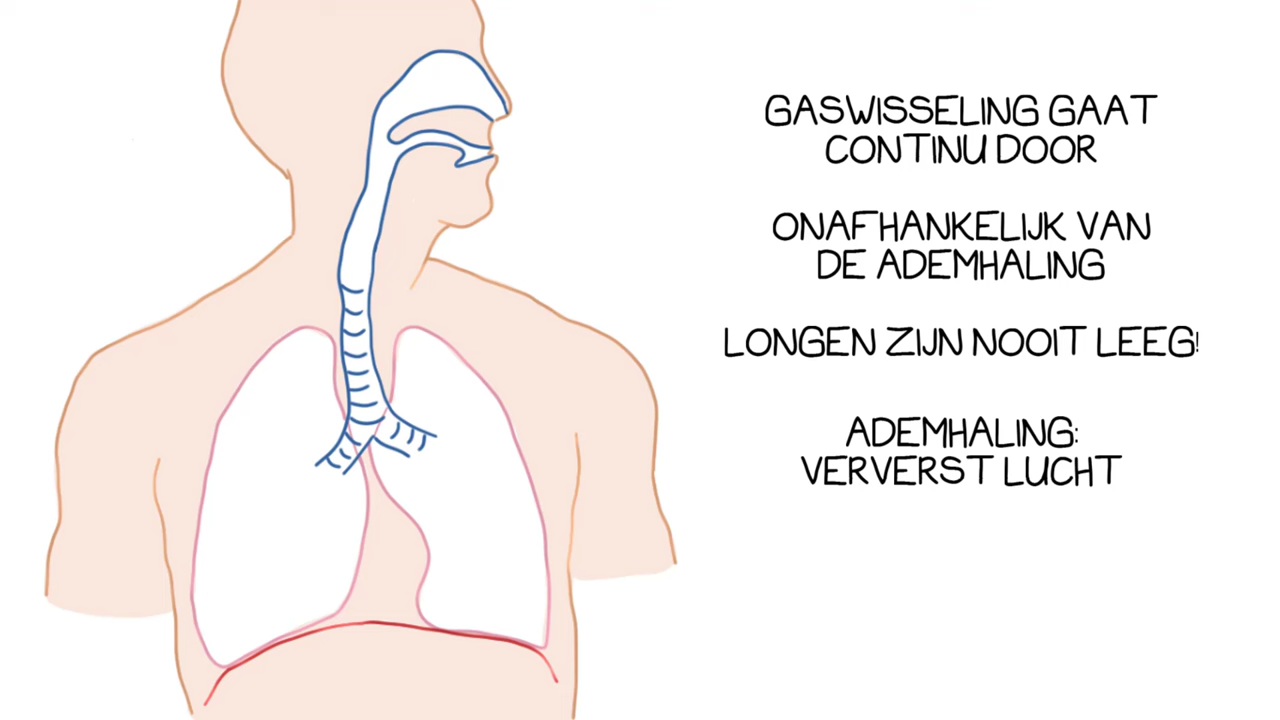 GASWISSELING GAAT
CONTINU DOOR
ONAFHANKELIJK VAN
DE ADEMHALING
LONGEN ZIJN NOOIT LEEG!
ADEMHALING:
VERVERST LUCHT